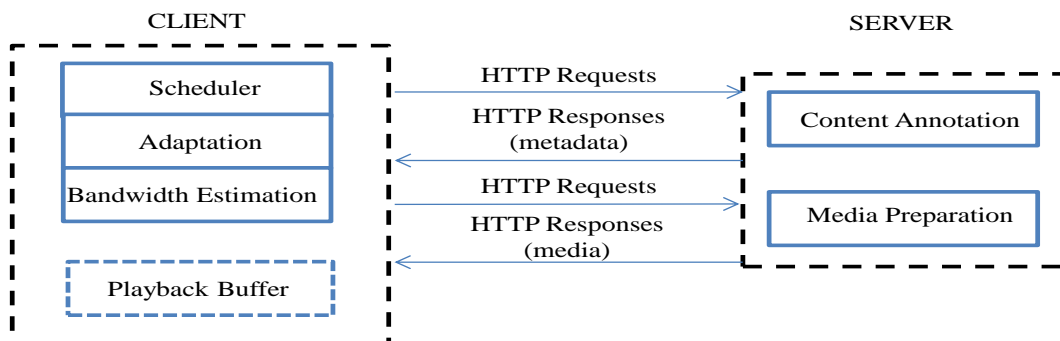 CLIENT
SERVER
Scheduler
Adaptation
Bandwidth Estimation
Playback Buffer
HTTP Requests
HTTP Responses
(metadata)
HTTP Requests
HTTP Responses
(media)
Content Annotation
Media Preparation